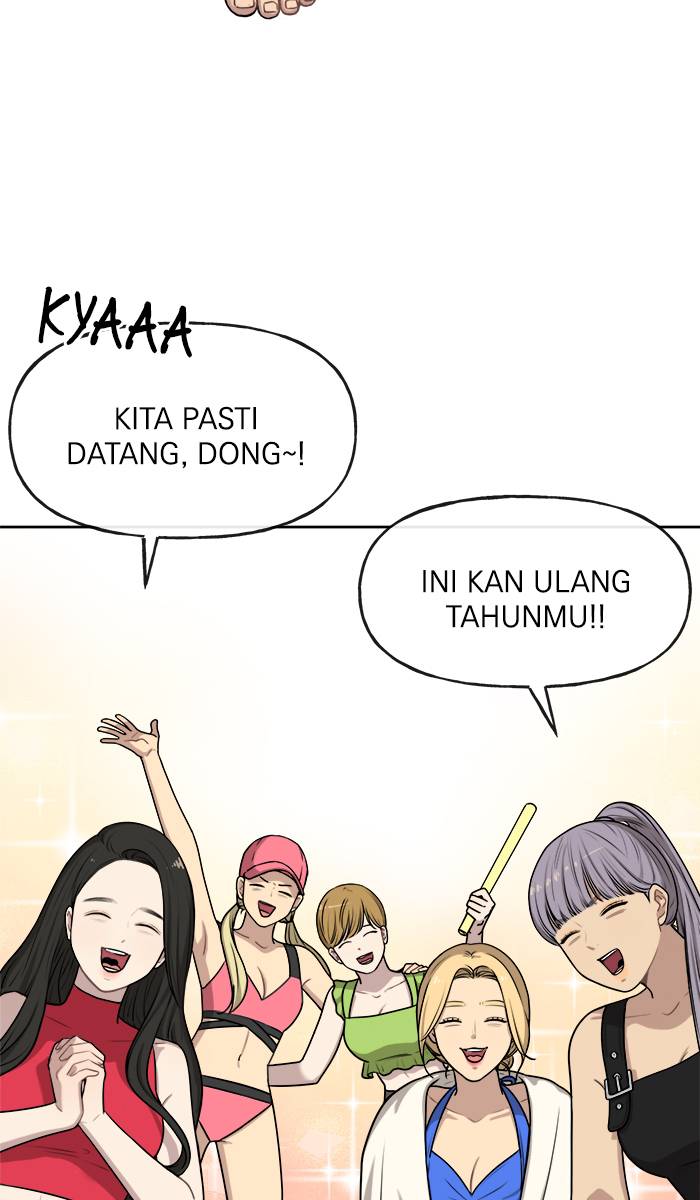 KYAAA
KITA PASTI
DATANG, DONG~!
INI KAN ULANG
TAHUNMU!!